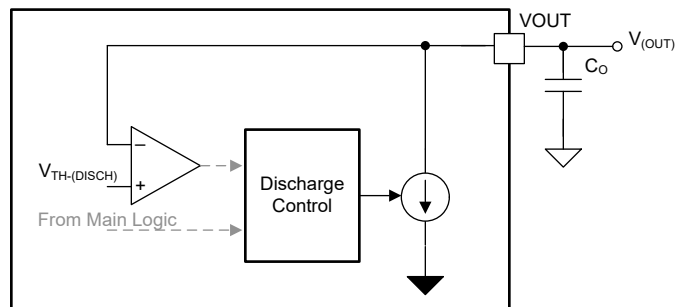 VOUT
V(OUT)
CO
−
VTH-(DISCH)
+
Discharge
Control
From Main Logic